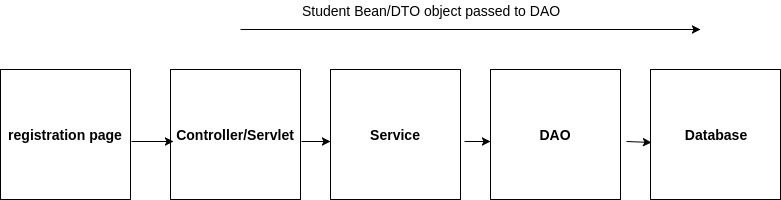 Student Bean/DTO object passed to DAO
registration page
Controller/Servlet
Service
DAO
Database